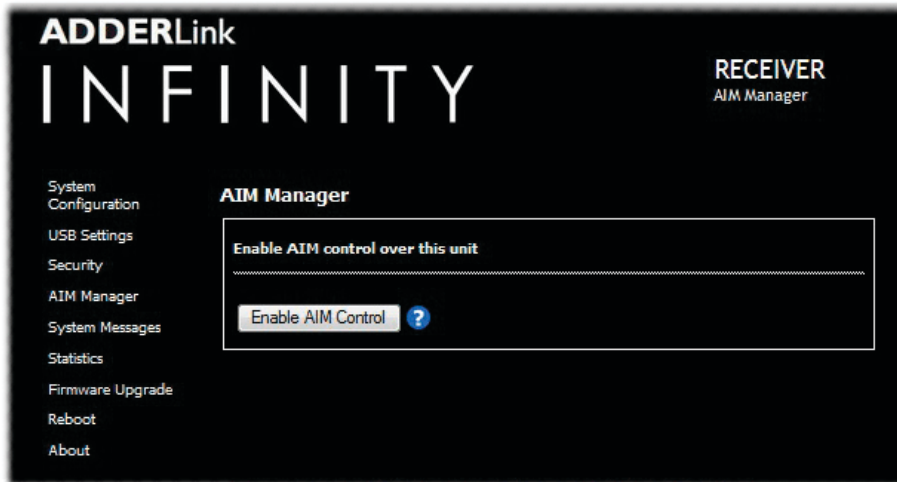 ADDERLink
INFINITY
RECEIVER
AIM Manager
System
Configuration
USB Settings
Security
AIM Manager
System Messages
Statistics
Firmware Upgrade
Reboot
About
AIM Manager
Enable AIM control over this unit
Enable AIM Control ?